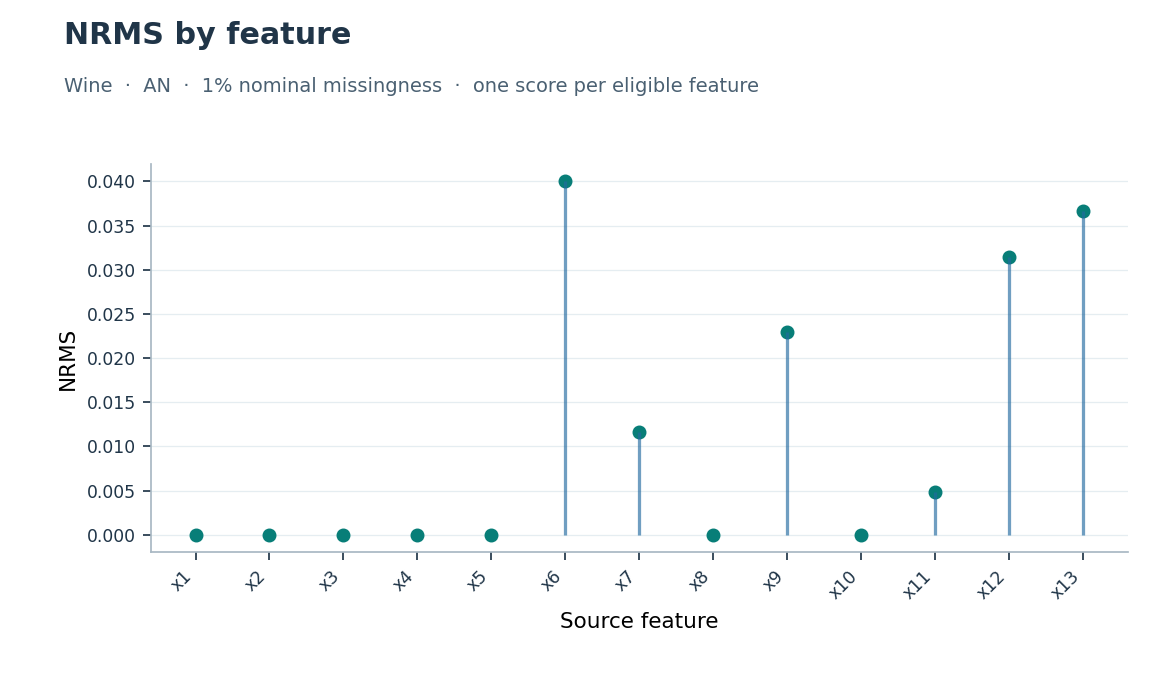 NRMS by feature
Wine · AN · 1% nominal missingness · one score per eligible feature
0.040
0.035
0.030
0.025
0.020
0.015
0.010
0.005
0.000
NRMS
x1 x2 x3 x4 x5 x6 x7 x8 x9 x10 x11 x12 x13
Source feature